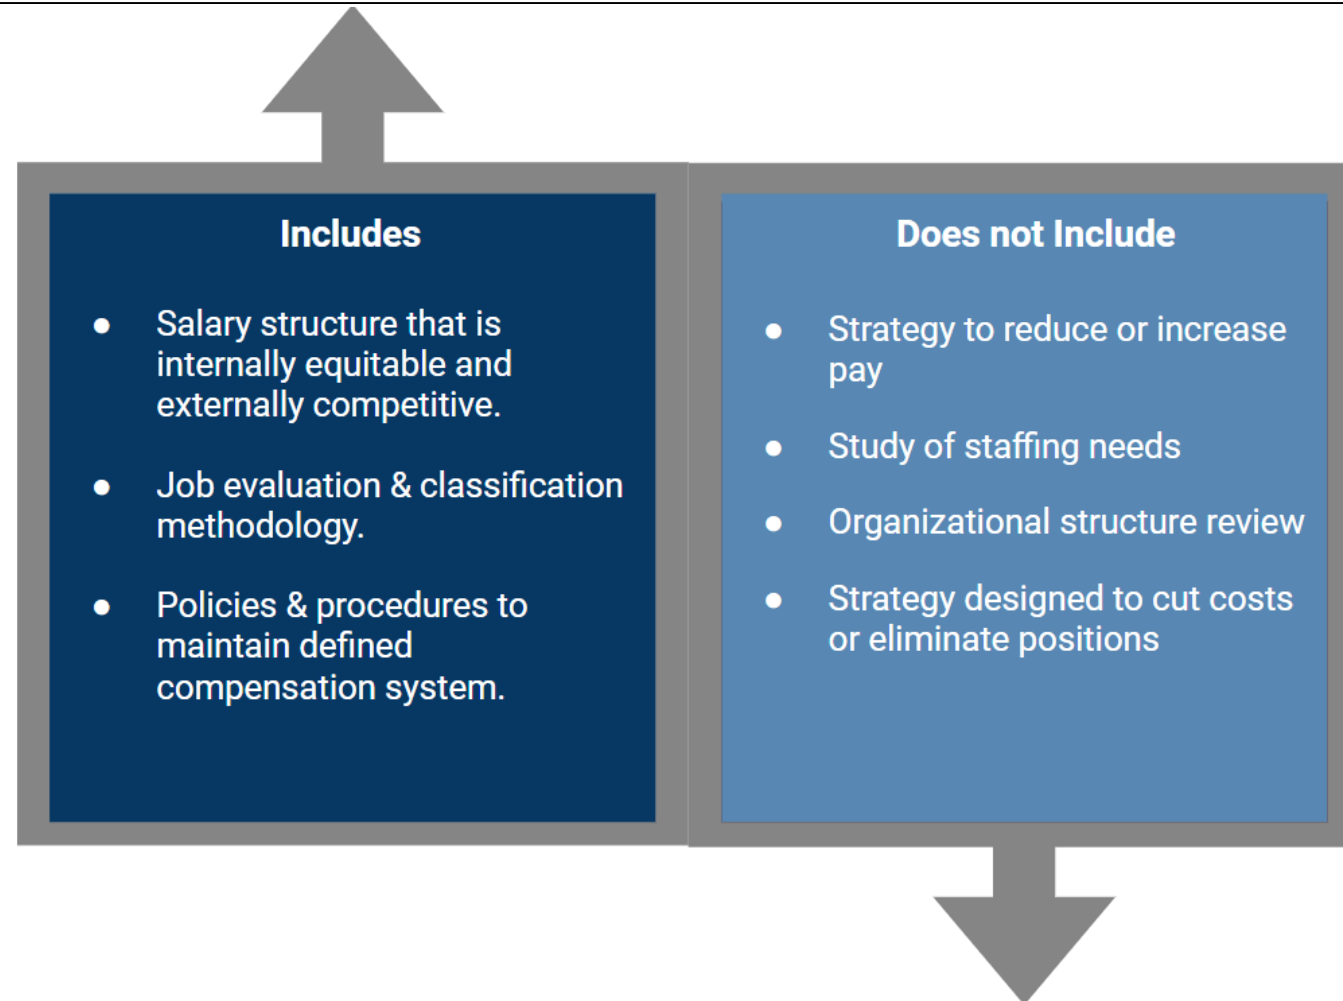 Includes
● Salary structure that is
internally equitable and
externally competitive.
● Job evaluation & classification
methodology.
● Policies & procedures to
maintain defined
compensation system.
Does not Include
● Strategy to reduce or increase
pay
● Study of staffing needs
● Organizational structure review
● Strategy designed to cut costs
or eliminate positions